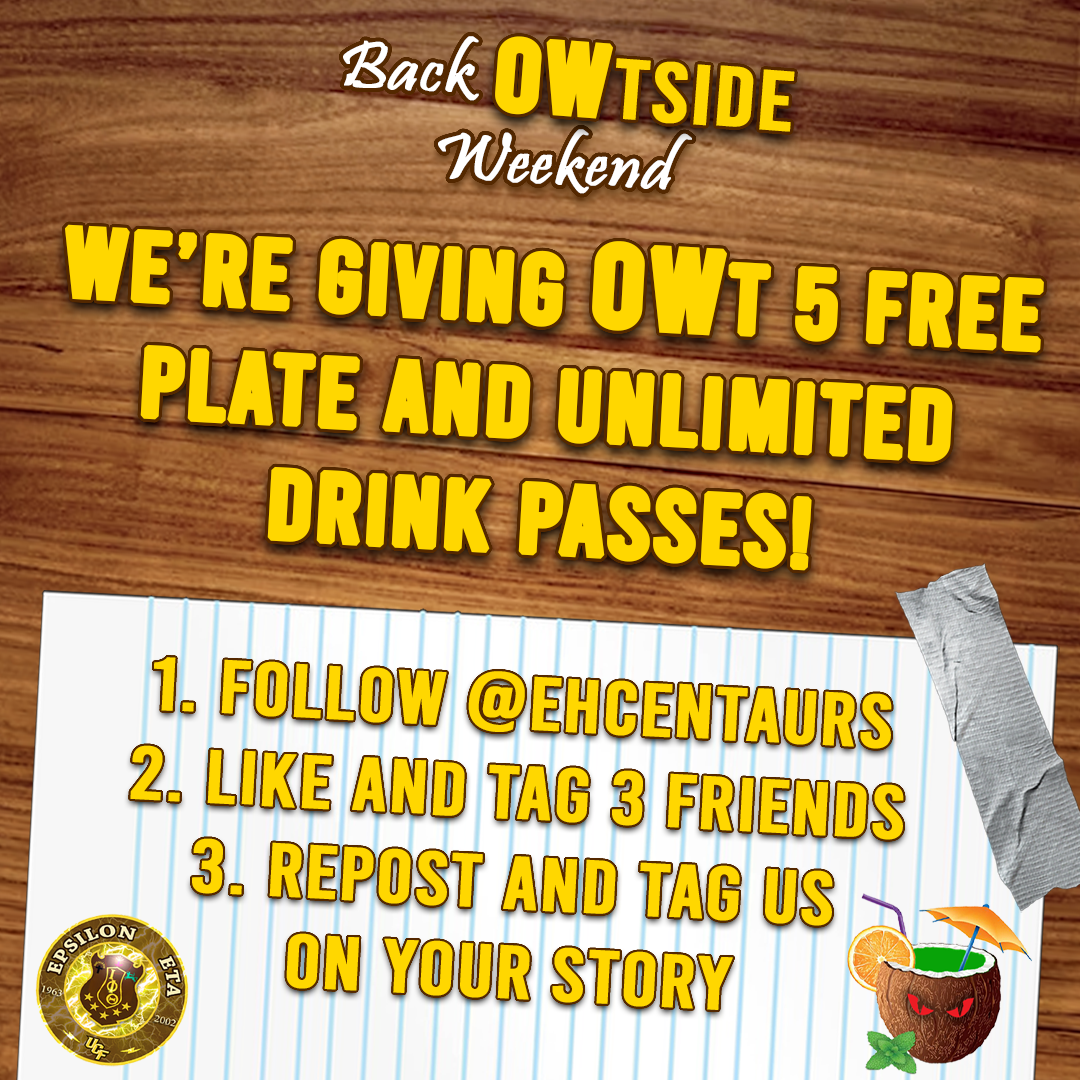 Back OWTSIDE
Weekend
WE'RE GIVING OWT 5 FREE
PLATE AND UNLIMITED
DRINK PASSES!
1. FOLLOW @EHCENTAURS
2. LIKE AND TAG 3 FRIENDS
3. REPOST AND TAG US
ON YOUR STORY
EPSILON ETA
1963 2002
UCF